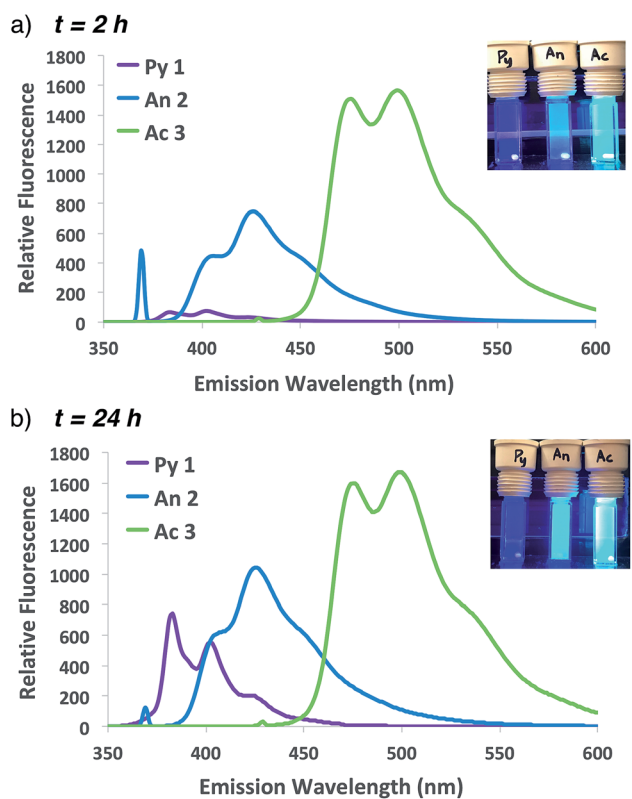 a) t = 2 h
1800
1600
1400
1200
1000
800
600
400
200
0
Relative Fluorescence
Py 1
An 2
Ac 3
Py An Ac
350 400 450 500 550 600
Emission Wavelength (nm)
b) t = 24 h
1800
1600
1400
1200
1000
800
600
400
200
0
Relative Fluorescence
Py 1
An 2
Ac 3
Py An Ac
350 400 450 500 550 600
Emission Wavelength (nm)